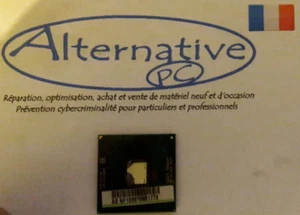 Alternative
PC
Réparation, optimisation, achat et vente de matériel neuf et d'occasion
Prévention cybercriminalité pour particuliers et professionnels